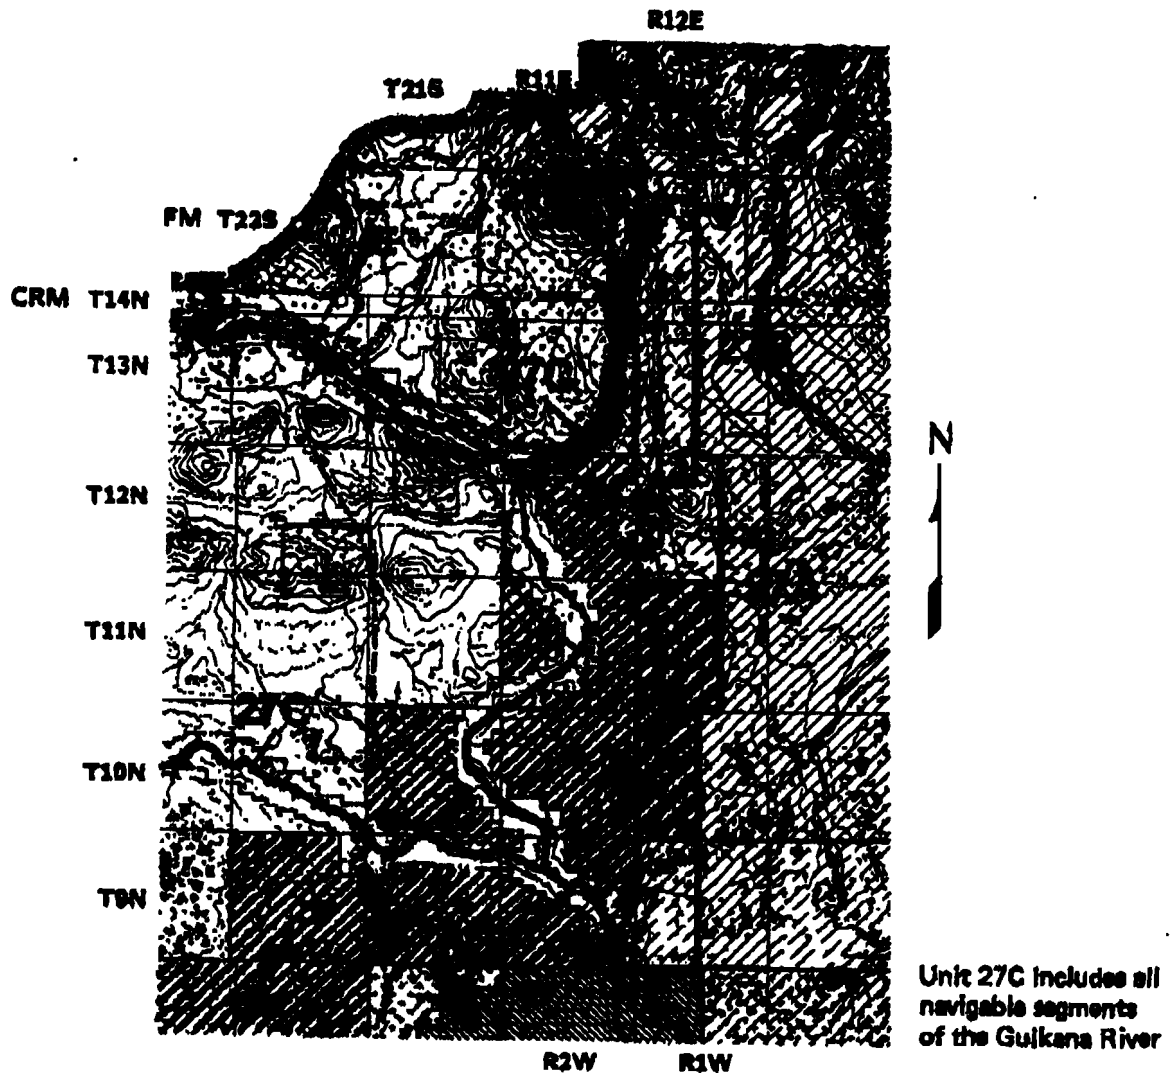 R12E
R11E
T21S
FM T22S
CRM T14N
T13N
T12N
T11N
27C
T10N
T9N
N
Unit 27C includes all
navigable segments
of the Gulkana River
R2W R1W